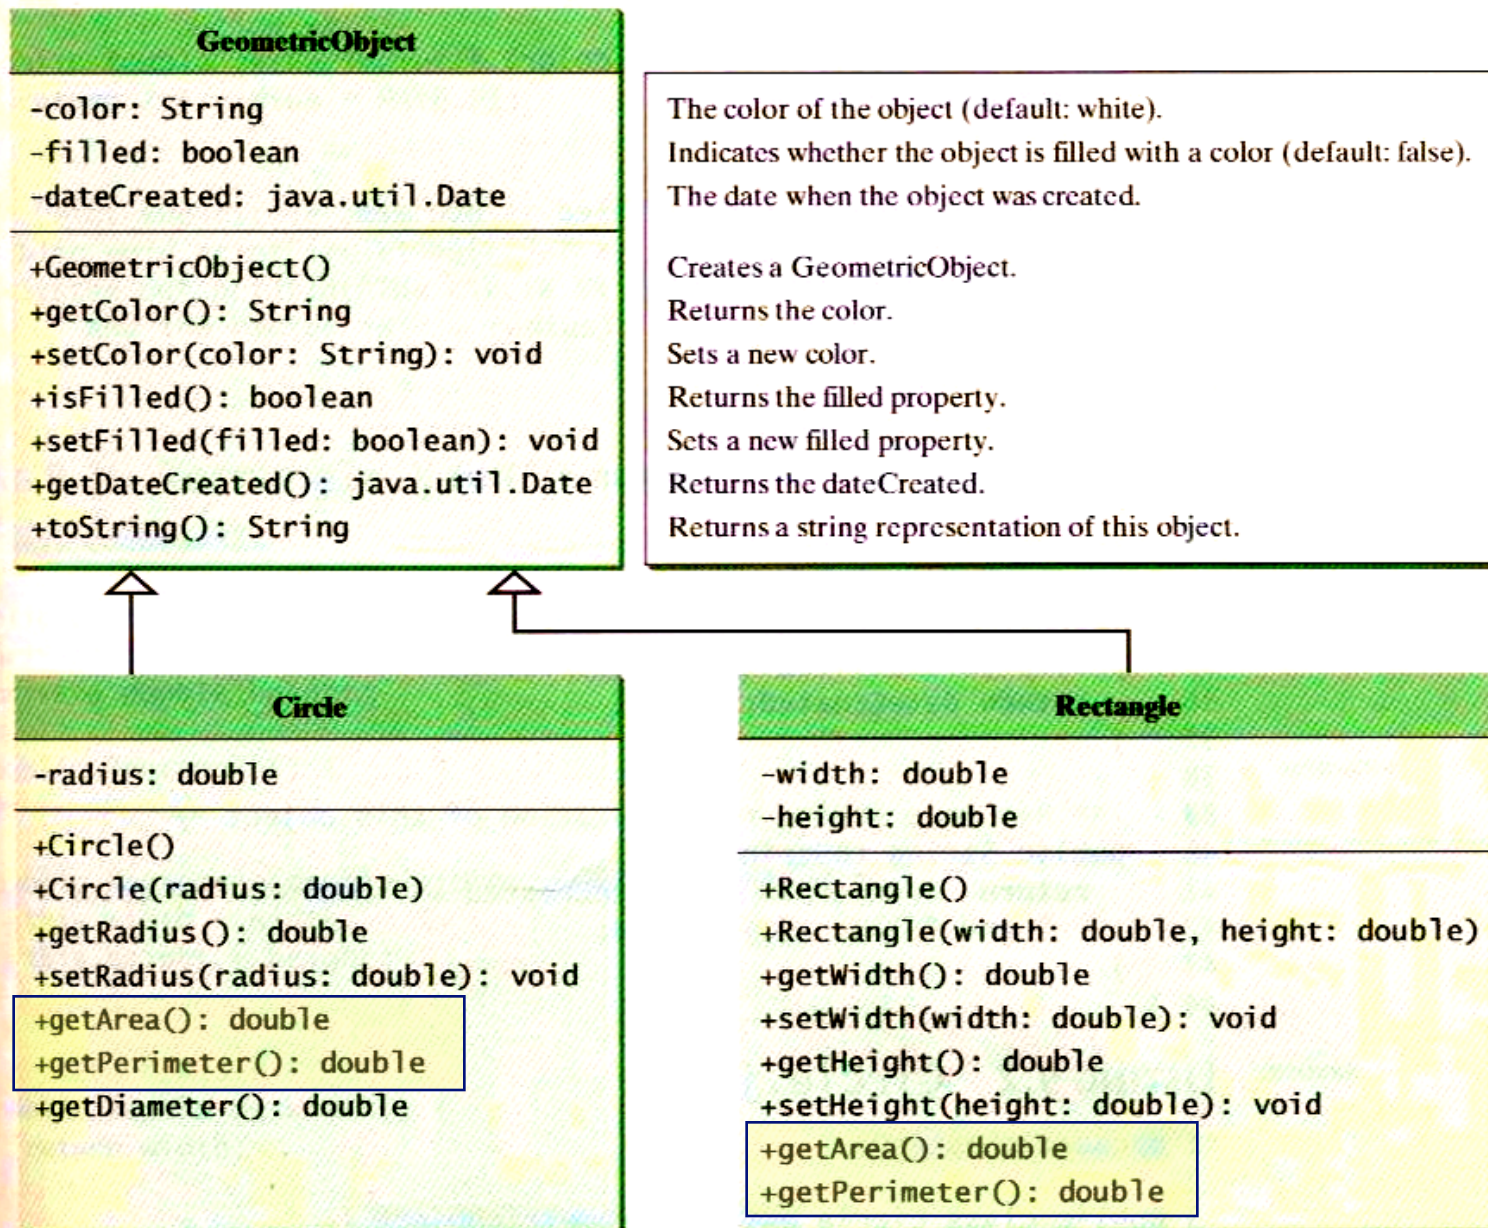 GeometricObject
-color: String
-filled: boolean
-dateCreated: java.util.Date
+GeometricObject()
+getColor(): String
+setColor(color: String): void
+isFilled(): boolean
+setFilled(filled: boolean): void
+getDateCreated(): java.util.Date
+toString(): String
The color of the object (default: white).
Indicates whether the object is filled with a color (default: false).
The date when the object was created.
Creates a GeometricObject.
Returns the color.
Sets a new color.
Returns the filled property.
Sets a new filled property.
Returns the dateCreated.
Returns a string representation of this object.
Circle
-radius: double
+Circle()
+Circle(radius: double)
+getRadius(): double
+setRadius(radius: double): void
+getArea(): double
+getPerimeter(): double
+getDiameter(): double
Rectangle
-width: double
-height: double
+Rectangle()
+Rectangle(width: double, height: double)
+getWidth(): double
+setWidth(width: double): void
+getHeight(): double
+setHeight(height: double): void
+getArea(): double
+getPerimeter(): double